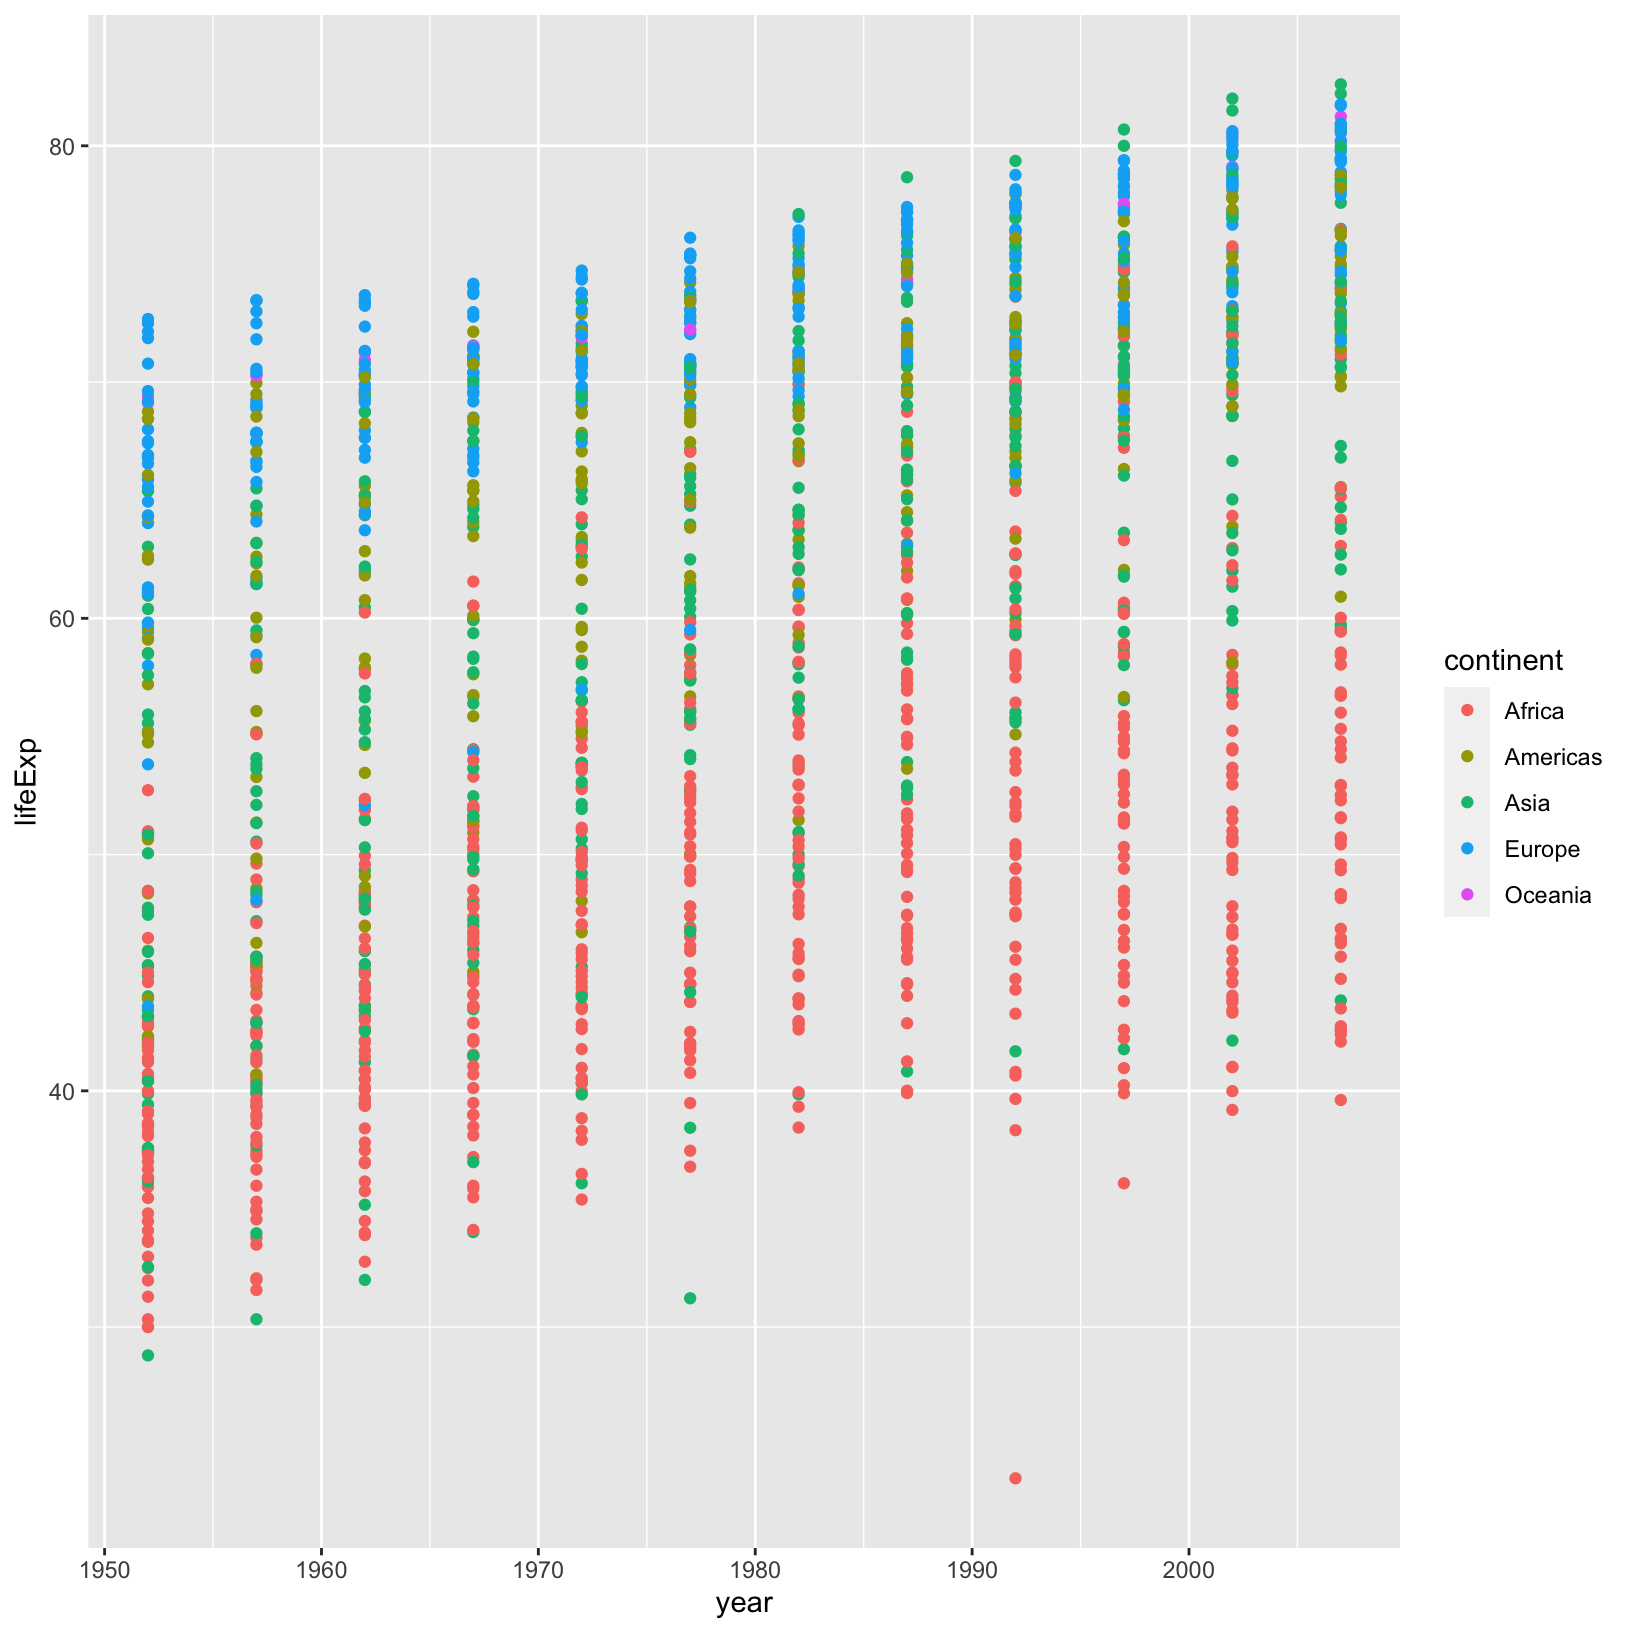 80
60
40
lifeExp
1950 1960 1970 1980 1990 2000
year
continent
Africa
Americas
Asia
Europe
Oceania